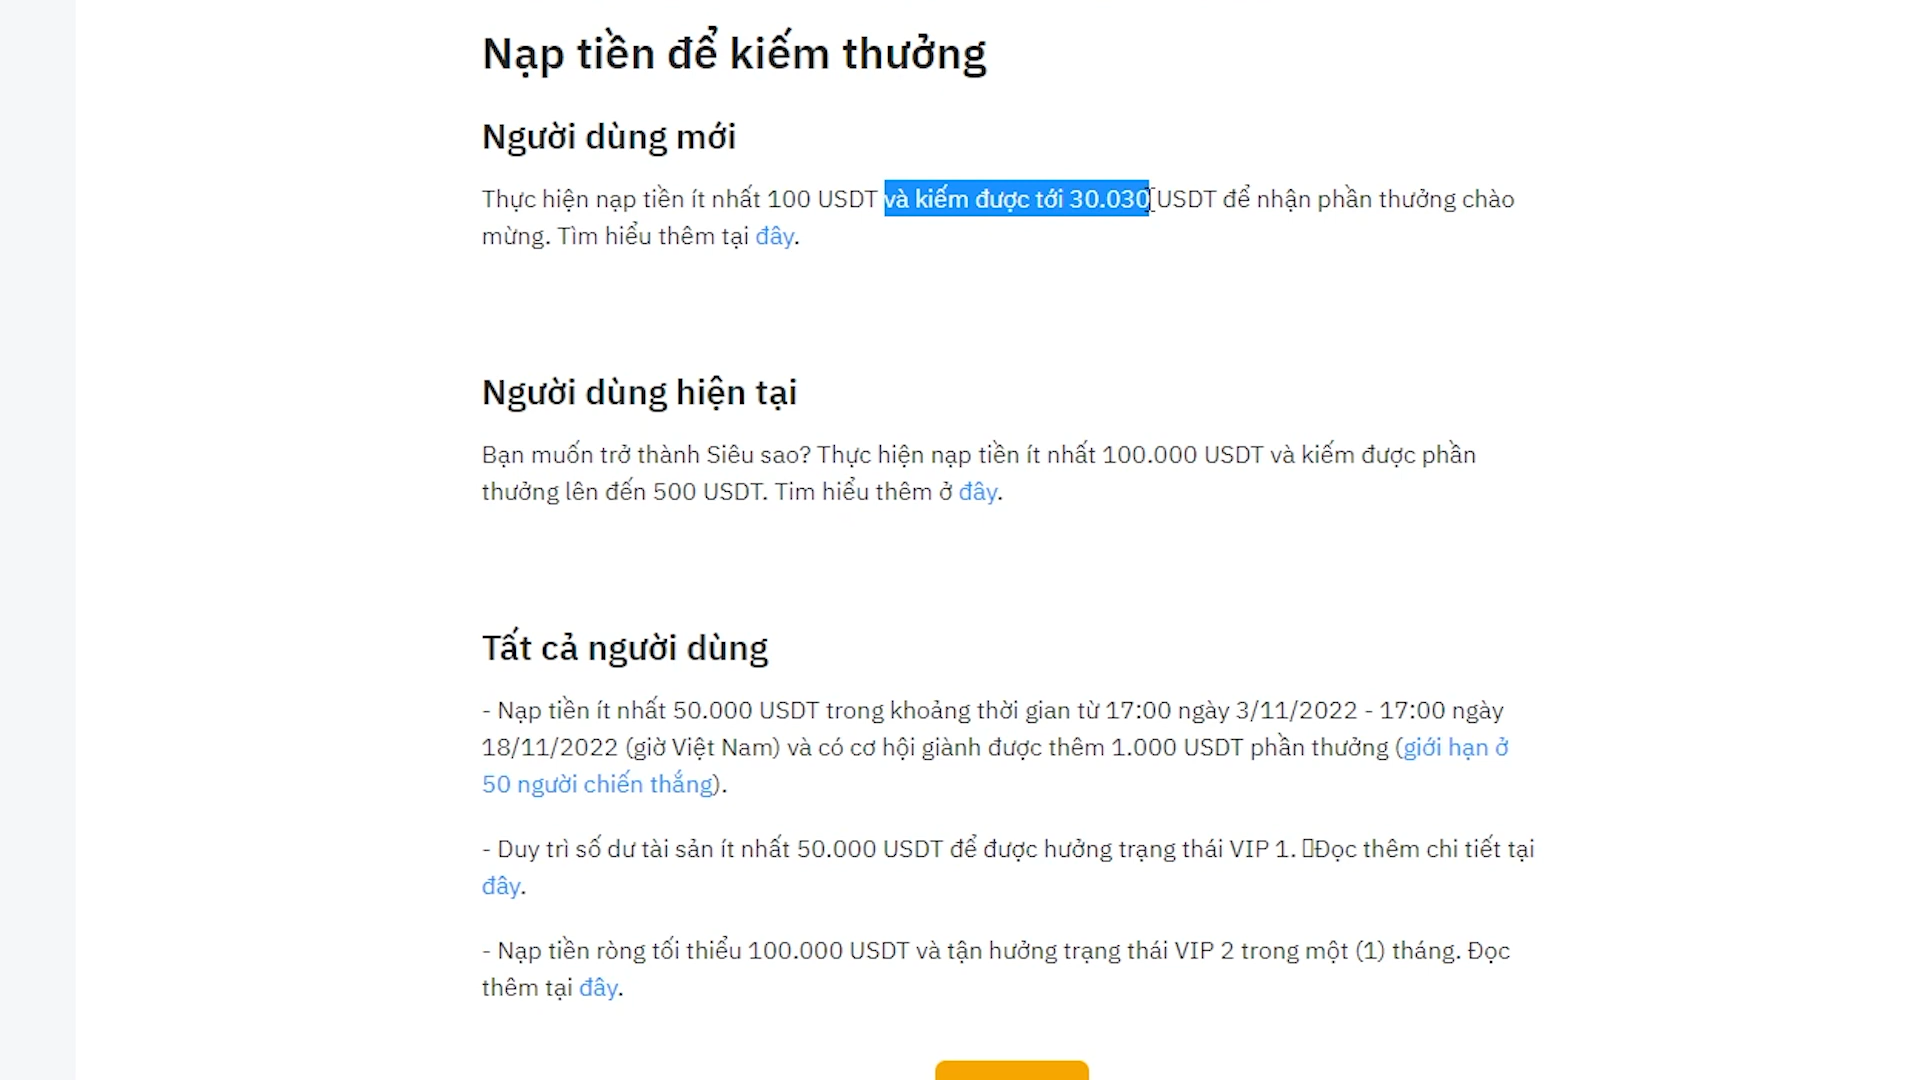 Nạp tiền để kiếm thưởng
Người dùng mới
Thực hiện nạp tiền ít nhất 100 USDT và kiếm được tới 30.030 USDT để nhận phần thưởng chào
mừng. Tìm hiểu thêm tại đây.
Người dùng hiện tại
Bạn muốn trở thành Siêu sao? Thực hiện nạp tiền ít nhất 100.000 USDT và kiếm được phần
thưởng lên đến 500 USDT. Tim hiểu thêm ở đây.
Tất cả người dùng
- Nạp tiền ít nhất 50.000 USDT trong khoảng thời gian từ 17:00 ngày 3/11/2022 - 17:00 ngày
18/11/2022 (giờ Việt Nam) và có cơ hội giành được thêm 1.000 USDT phần thưởng (giới hạn ở
50 người chiến thắng).
- Duy trì số dư tài sản ít nhất 50.000 USDT để được hưởng trạng thái VIP 1. Đọc thêm chi tiết tại
đây.
- Nạp tiền ròng tối thiểu 100.000 USDT và tận hưởng trạng thái VIP 2 trong một (1) tháng. Đọc
thêm tại đây.